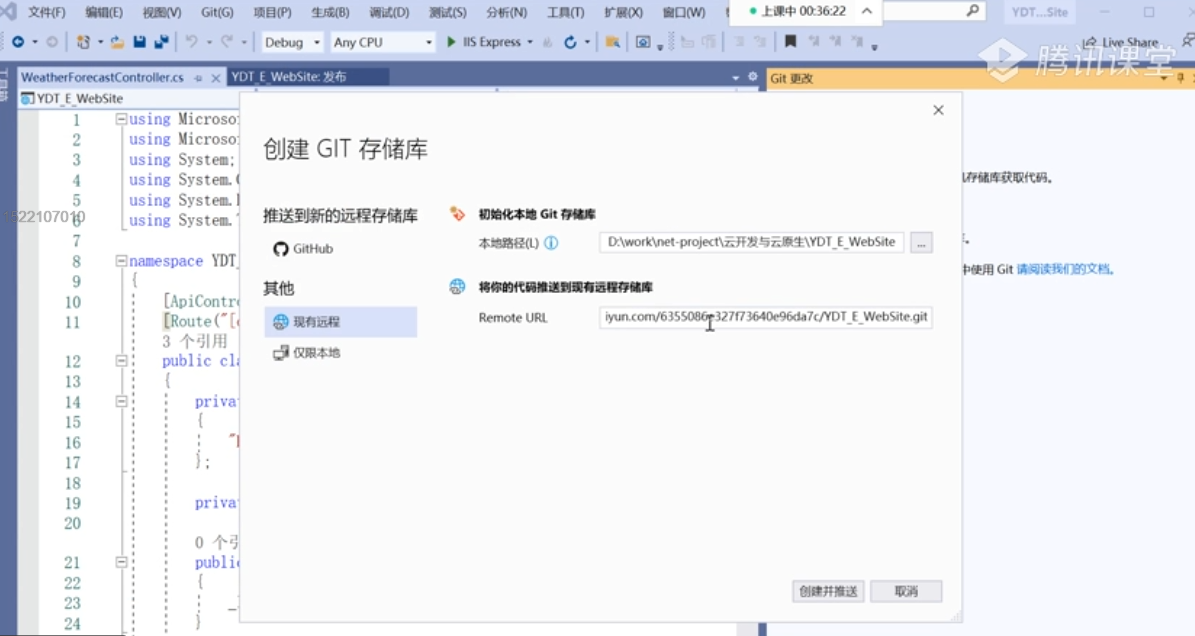 文件(F) 编辑(E) 视图(V) Git(G) 项目(P) 生成(B) 调试(D) 测试(S) 分析(N) 工具(T) 扩展(X) 窗口(W) 上课中 00:36:22 YDT...Site
Debug Any CPU IIS Express Live Share
腾讯课堂
WeatherForecastController.cs YDT_E_WebSite: 发布 Git 更改
YDT_E_WebSite
1 using Microso
2 using Microso
3 using System;
4 using System.
5 using System.
6 using System.
1622107010
7
8 namespace YDT_
9 {
10 [ApiContro
11 [Route("[
3 个引用
12 public cla
13 {
14 priva
15 {
16
17 };
18
19 priva
20
0 个引
21 public
22 {
23
24 }
创建 GIT 存储库
推送到新的远程存储库
GitHub
其他
现有远程
仅限本地
初始化本地 Git 存储库
本地路径(L) D:\work\net-project\云开发与云原生\YDT_E_WebSite ...
将你的代码推送到现有远程存储库
Remote URL iyun.com/6355086e327f73640e96da7c/YDT_E_WebSite.git
创建并推送 取消
存储库获取代码。
中使用 Git 请阅读我们的文档。